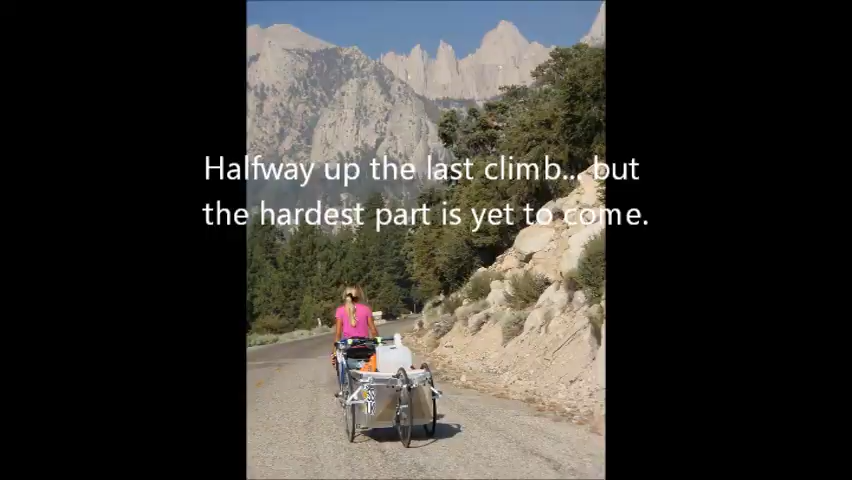 Halfway up the last climb... but
the hardest part is yet to come.